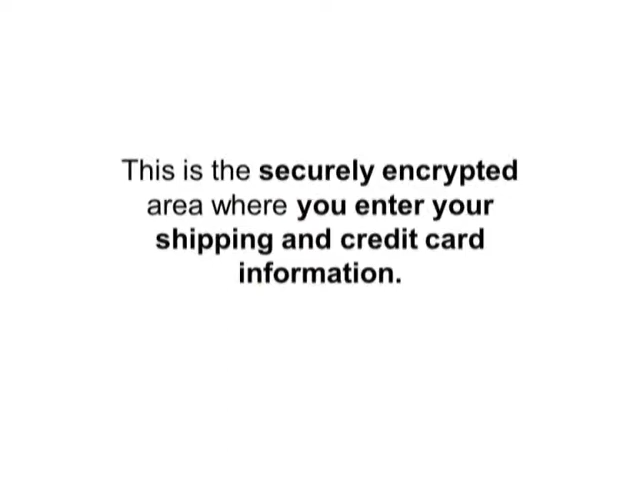 This is the securely encrypted
area where you enter your
shipping and credit card
information.